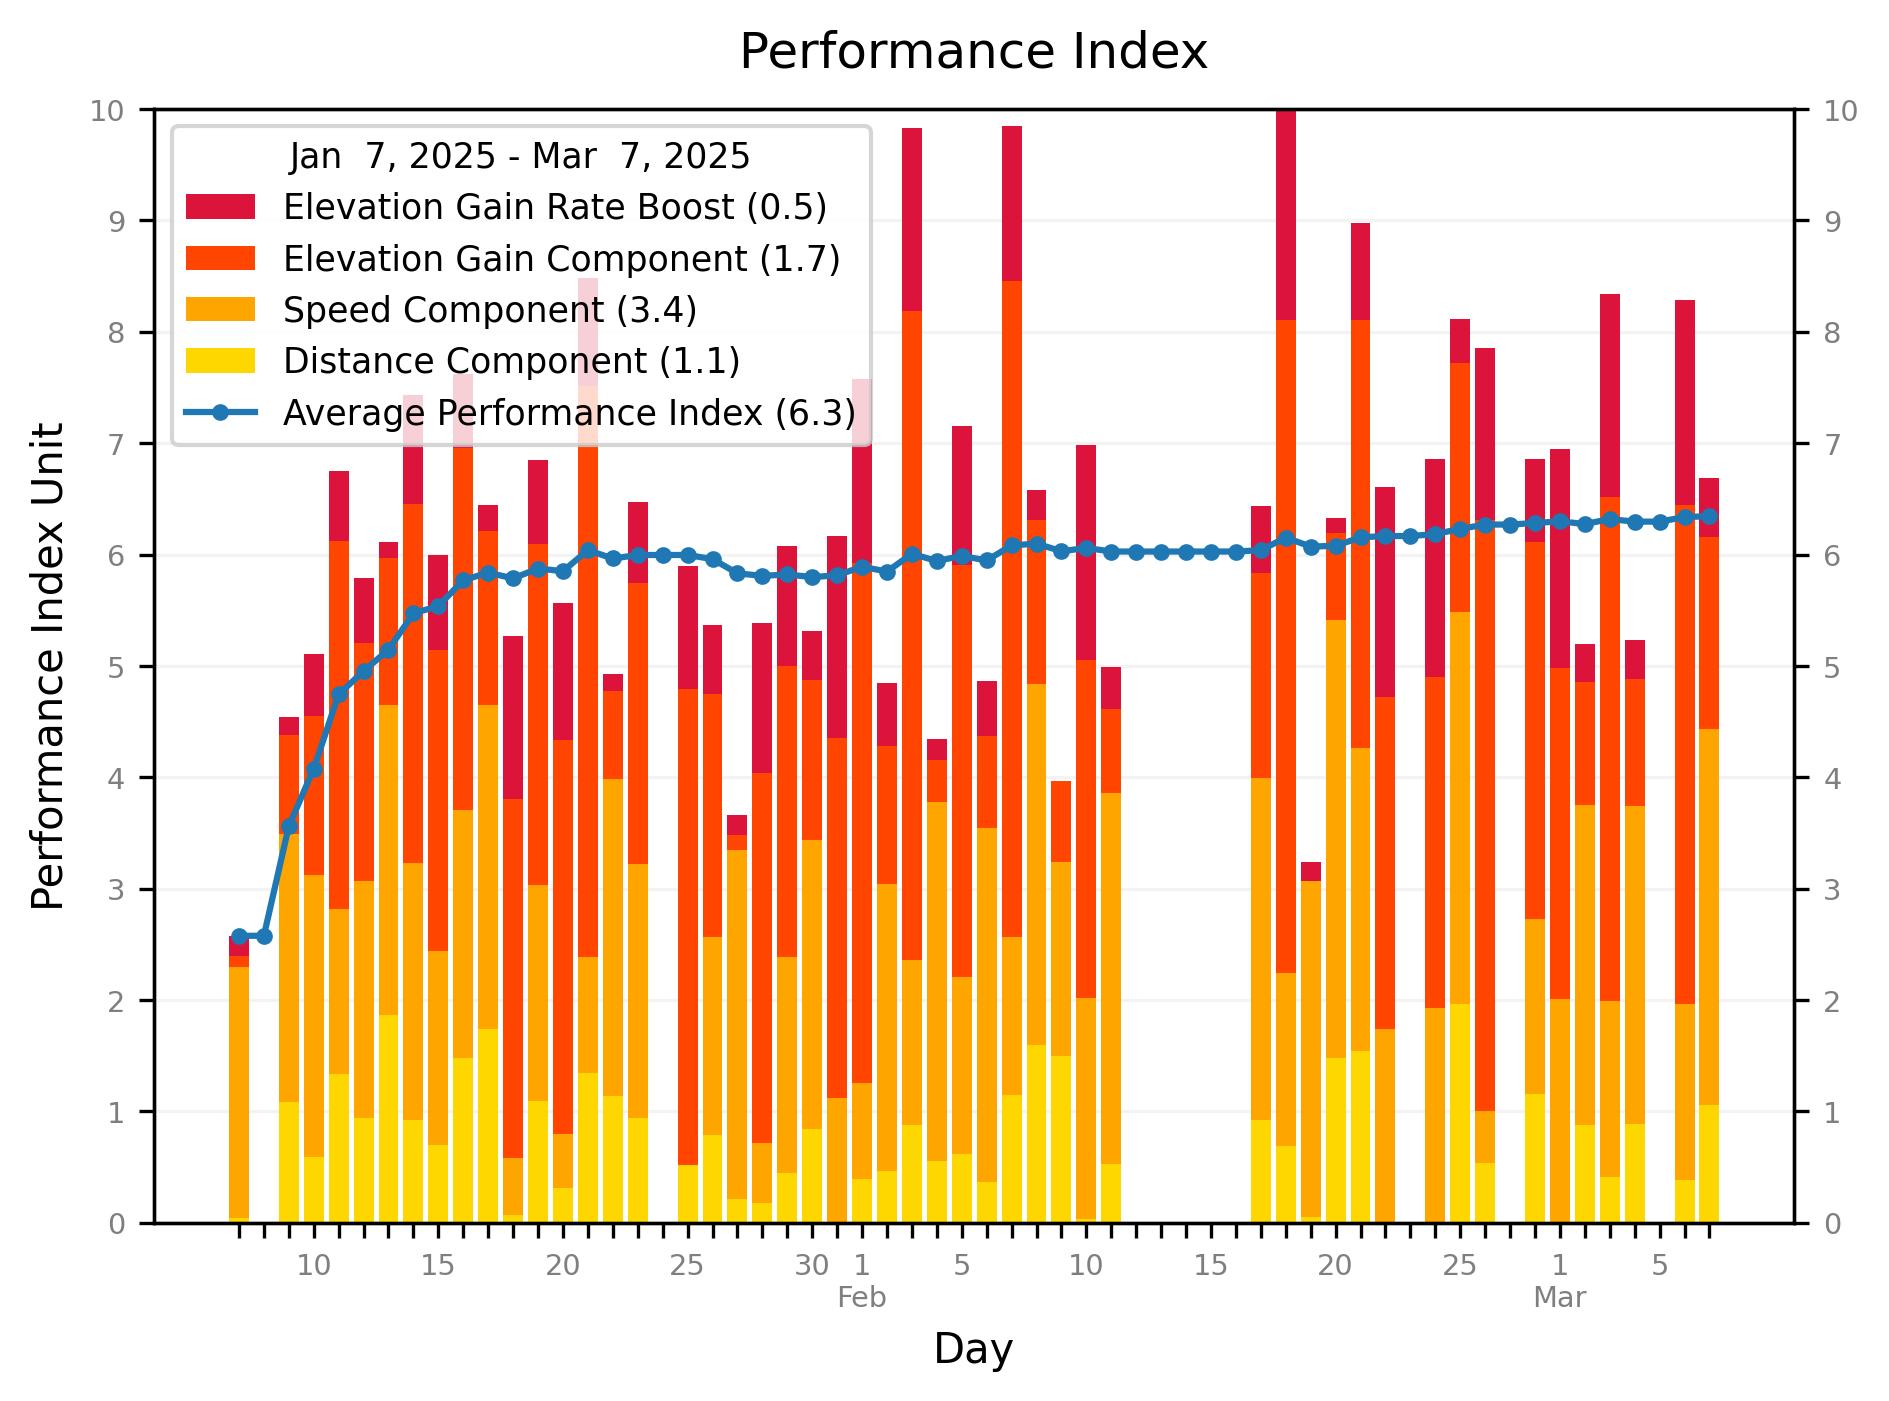 Performance Index
Jan  7, 2025 - Mar  7, 2025
Elevation Gain Rate Boost (0.5)
Elevation Gain Component (1.7)
Speed Component (3.4)
Distance Component (1.1)
Average Performance Index (6.3)
Performance Index Unit
10
9
8
7
6
5
4
3
2
1
0
10
9
8
7
6
5
4
3
2
1
0
10 15 20 25 30 1 5 10 15 20 25 1 5
Feb Mar
Day